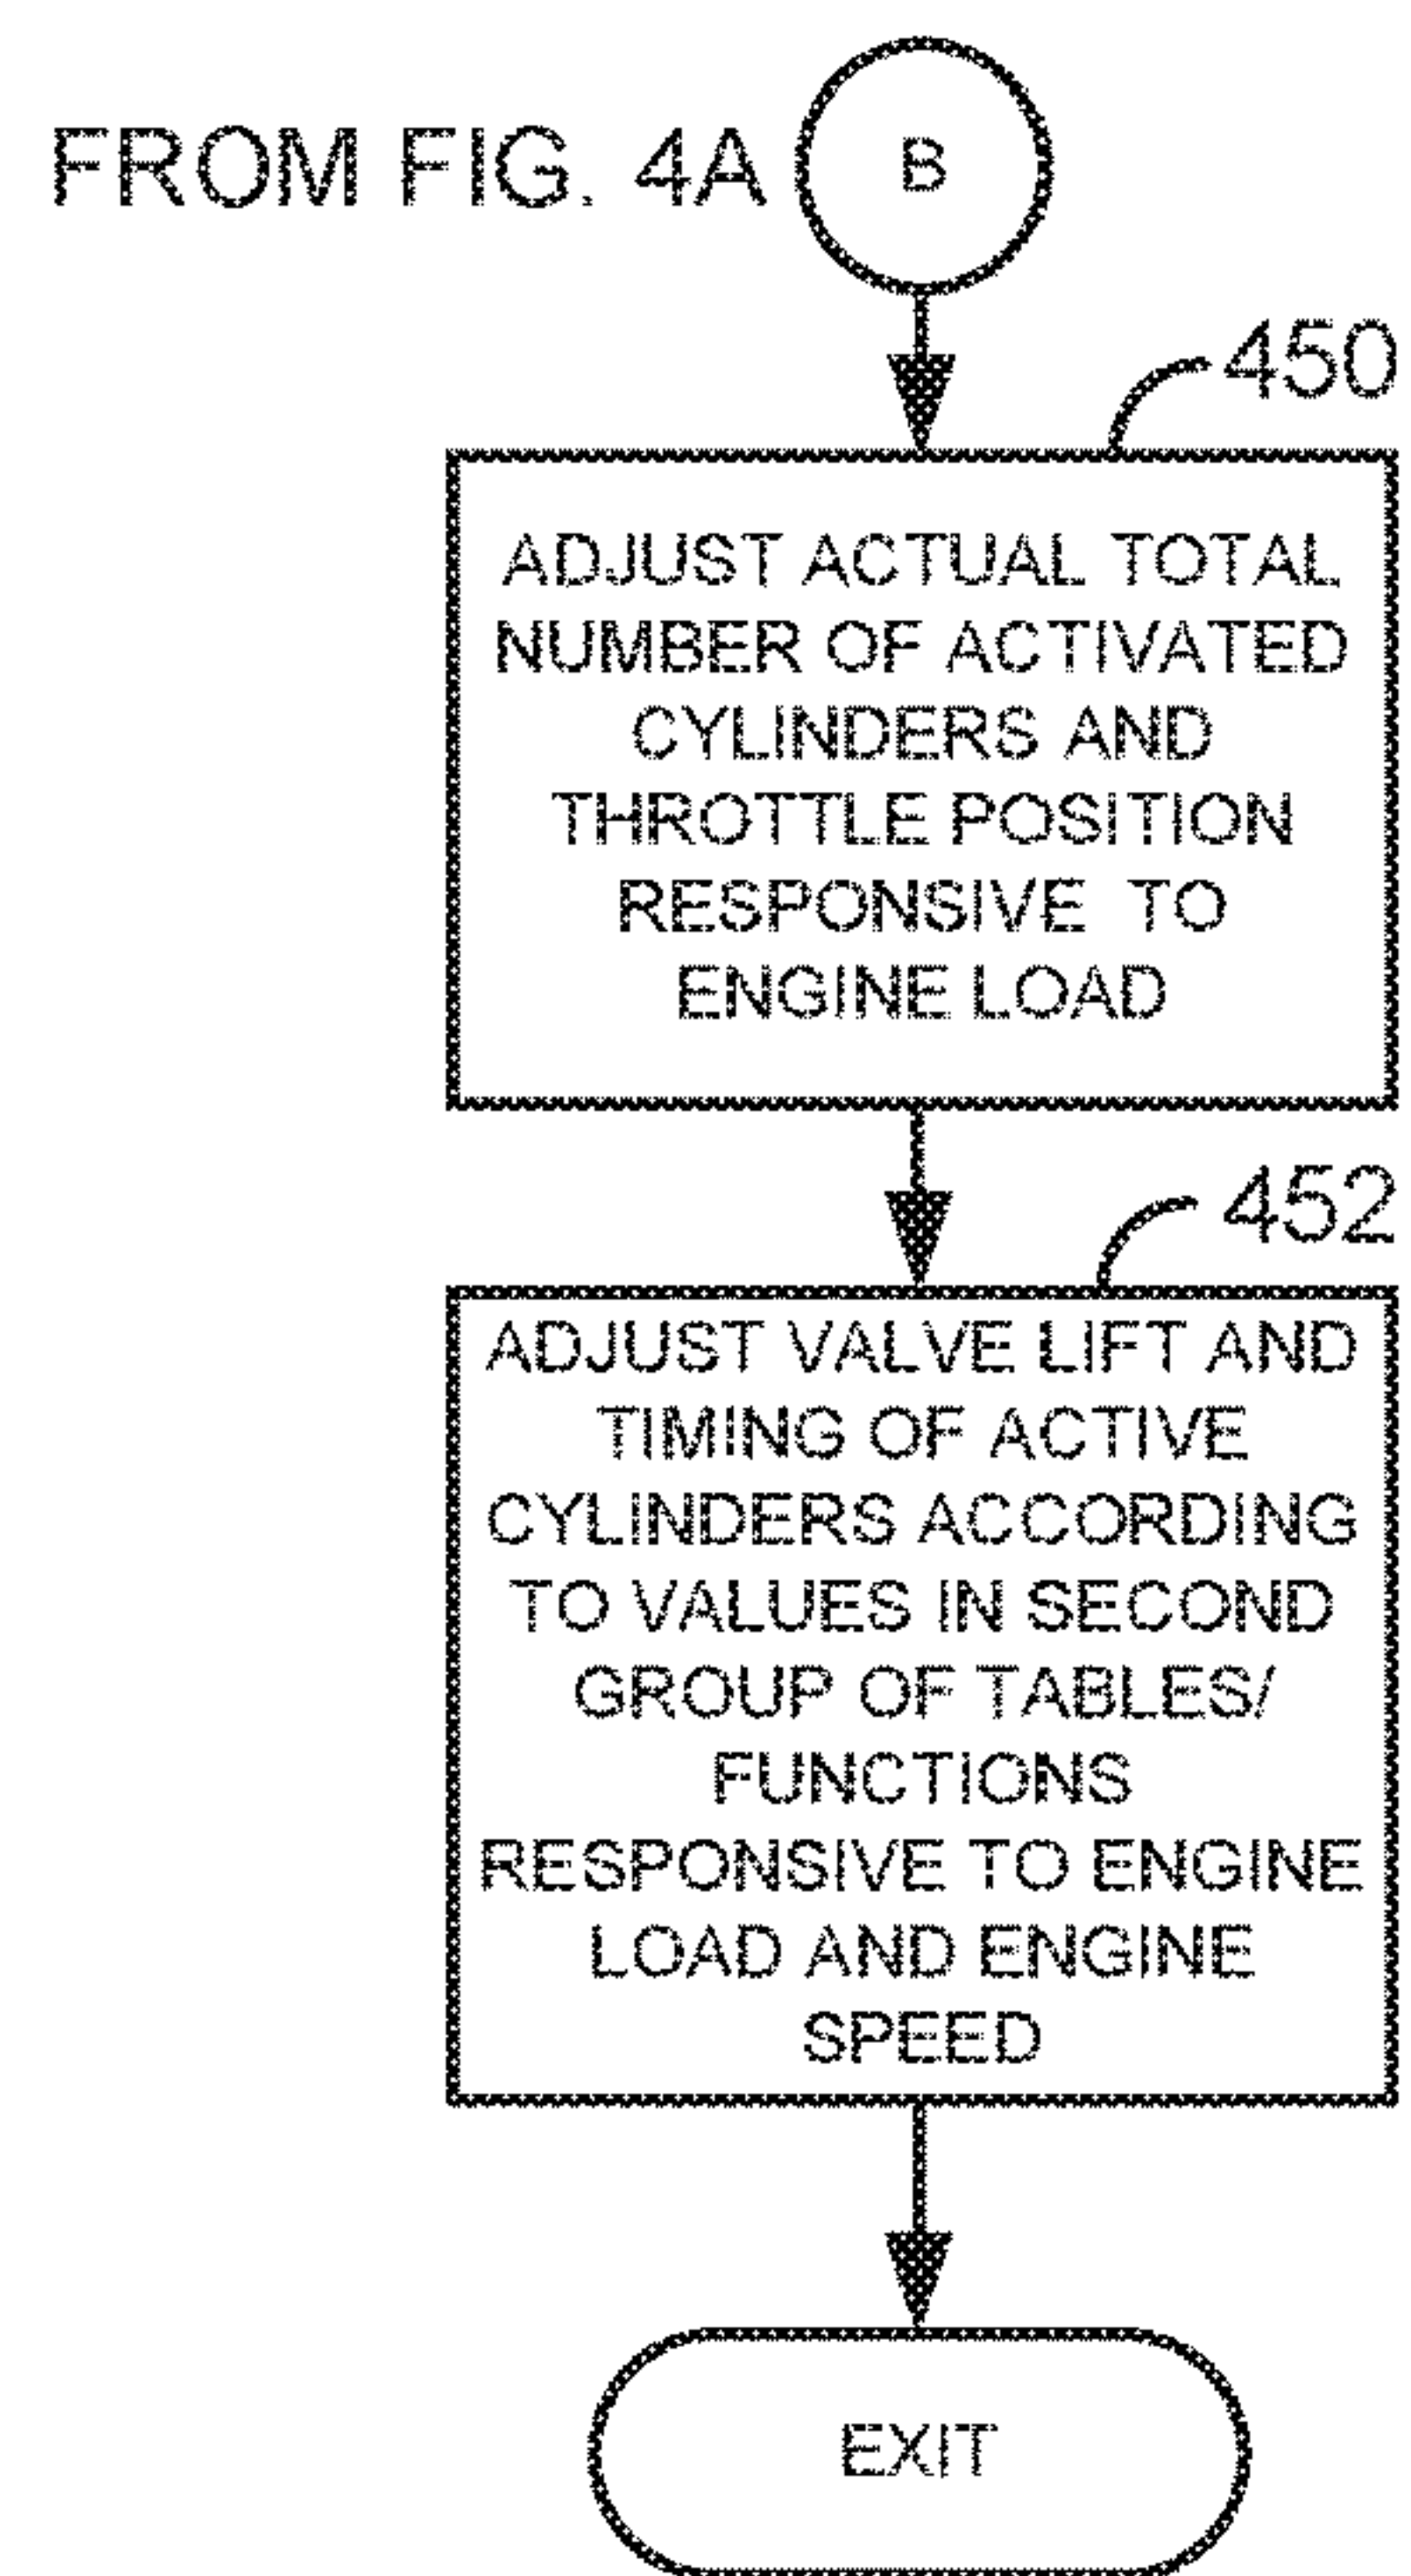 FROM FIG. 4A
B
450
ADJUST ACTUAL TOTAL
NUMBER OF ACTIVATED
CYLINDERS AND
THROTTLE POSITION
RESPONSIVE TO
ENGINE LOAD
452
ADJUST VALVE LIFT AND
TIMING OF ACTIVE
CYLINDERS ACCORDING
TO VALUES IN SECOND
GROUP OF TABLES/
FUNCTIONS
RESPONSIVE TO ENGINE
LOAD AND ENGINE
SPEED
EXIT